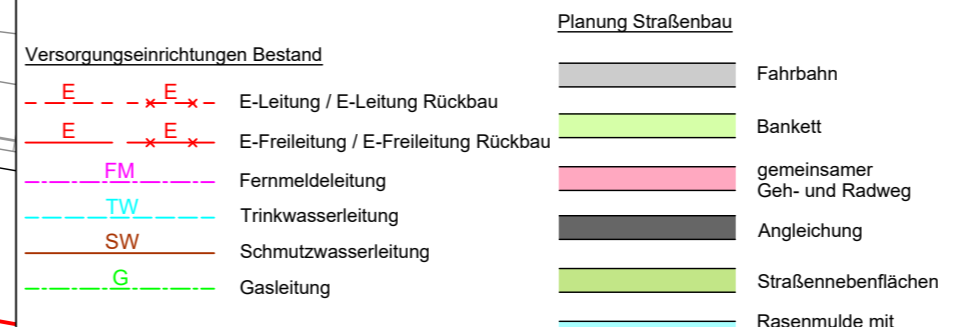 Versorgungseinrichtungen Bestand
E E E-Leitung / E-Leitung Rückbau
E E E-Freileitung / E-Freileitung Rückbau
FM Fernmeldeleitung
TW Trinkwasserleitung
SW Schmutzwasserleitung
G Gasleitung
Planung Straßenbau
Fahrbahn
Bankett
gemeinsamer
Geh- und Radweg
Angleichung
Straßennebenflächen
Rasenmulde mit